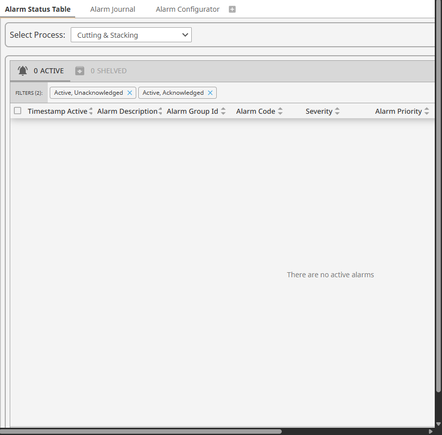 Alarm Status Table Alarm Journal Alarm Configurator
Select Process: Cutting & Stacking
0 ACTIVE 0 SHELVED
FILTERS (2): Active, Unacknowledged Active, Acknowledged
Timestamp Active Alarm Description Alarm Group Id Alarm Code Severity Alarm Priority
There are no active alarms